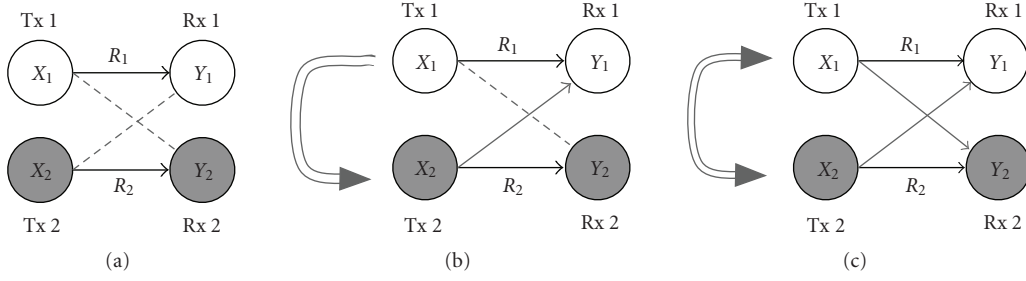 Tx 1 Rx 1
X1 R1 Y1
X2 R2 Y2
Tx 2 Rx 2
(a)
Tx 1 Rx 1
X1 R1 Y1
X2 R2 Y2
Tx 2 Rx 2
(b)
Tx 1 Rx 1
X1 R1 Y1
X2 R2 Y2
Tx 2 Rx 2
(c)